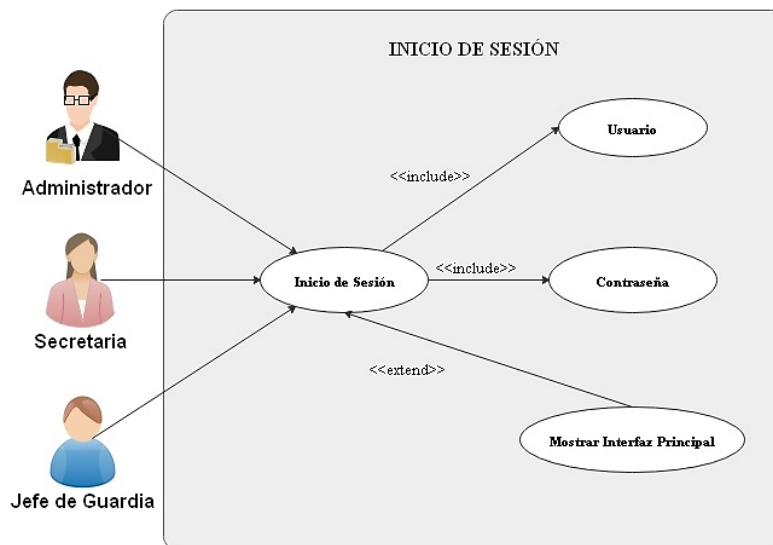 INICIO DE SESIÓN
Administrador
Usuario
<<include>>
Secretaria
Inicio de Sesión
<<include>>
Contraseña
<<extend>>
Jefe de Guardia
Mostrar Interfaz Principal